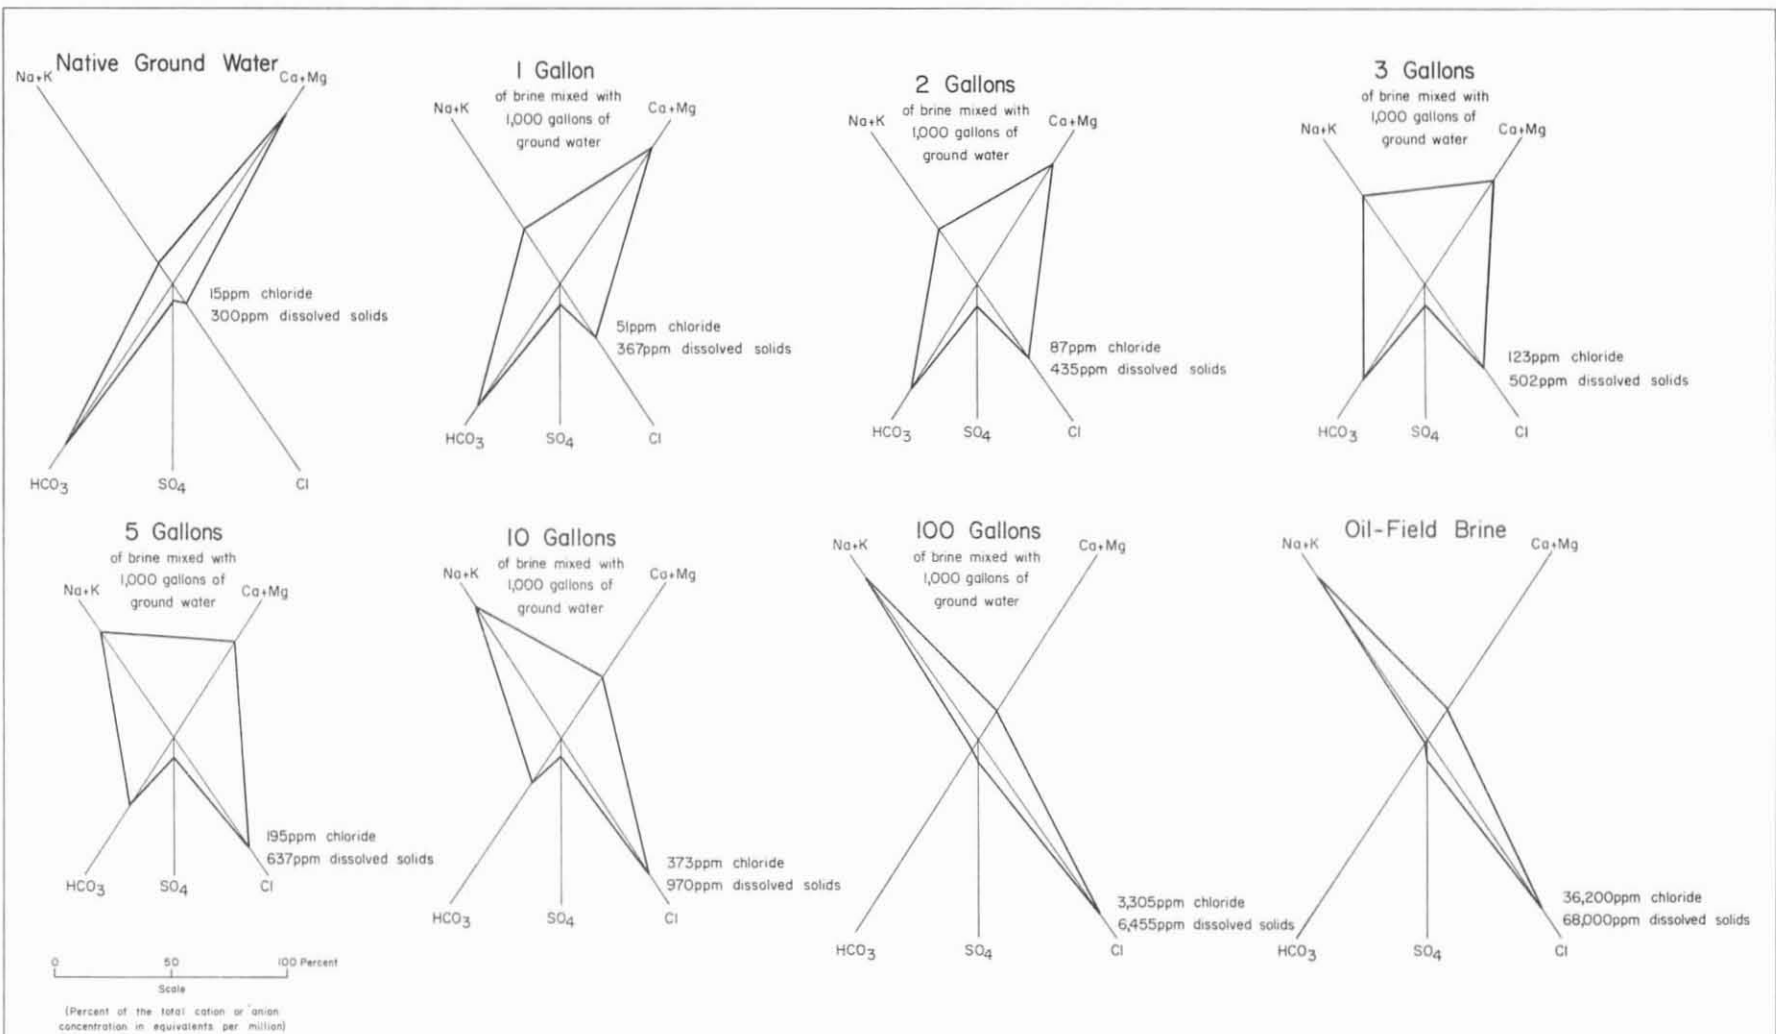 Native Ground Water
Na+K
Ca+Mg
15ppm chloride
300ppm dissolved solids
HCO3
SO4
Cl
1 Gallon
of brine mixed with
1,000 gallons of
ground water
Na+K
Ca+Mg
51ppm chloride
367ppm dissolved solids
HCO3
SO4
Cl
2 Gallons
of brine mixed with
1,000 gallons of
ground water
Na+K
Ca+Mg
87ppm chloride
435ppm dissolved solids
HCO3
SO4
Cl
3 Gallons
of brine mixed with
1,000 gallons of
ground water
Na+K
Ca+Mg
123ppm chloride
502ppm dissolved solids
HCO3
SO4
Cl
5 Gallons
of brine mixed with
1,000 gallons of
ground water
Na+K
Ca+Mg
195ppm chloride
637ppm dissolved solids
HCO3
SO4
Cl
10 Gallons
of brine mixed with
1,000 gallons of
ground water
Na+K
Ca+Mg
373ppm chloride
970ppm dissolved solids
HCO3
SO4
Cl
100 Gallons
of brine mixed with
1,000 gallons of
ground water
Na+K
Ca+Mg
3,305ppm chloride
6,455ppm dissolved solids
HCO3
SO4
Cl
Oil-Field Brine
Na+K
Ca+Mg
36,200ppm chloride
68,000ppm dissolved solids
HCO3
SO4
Cl
0 50 100 Percent
Scale
(Percent of the total cation or anion
concentration in equivalents per million)